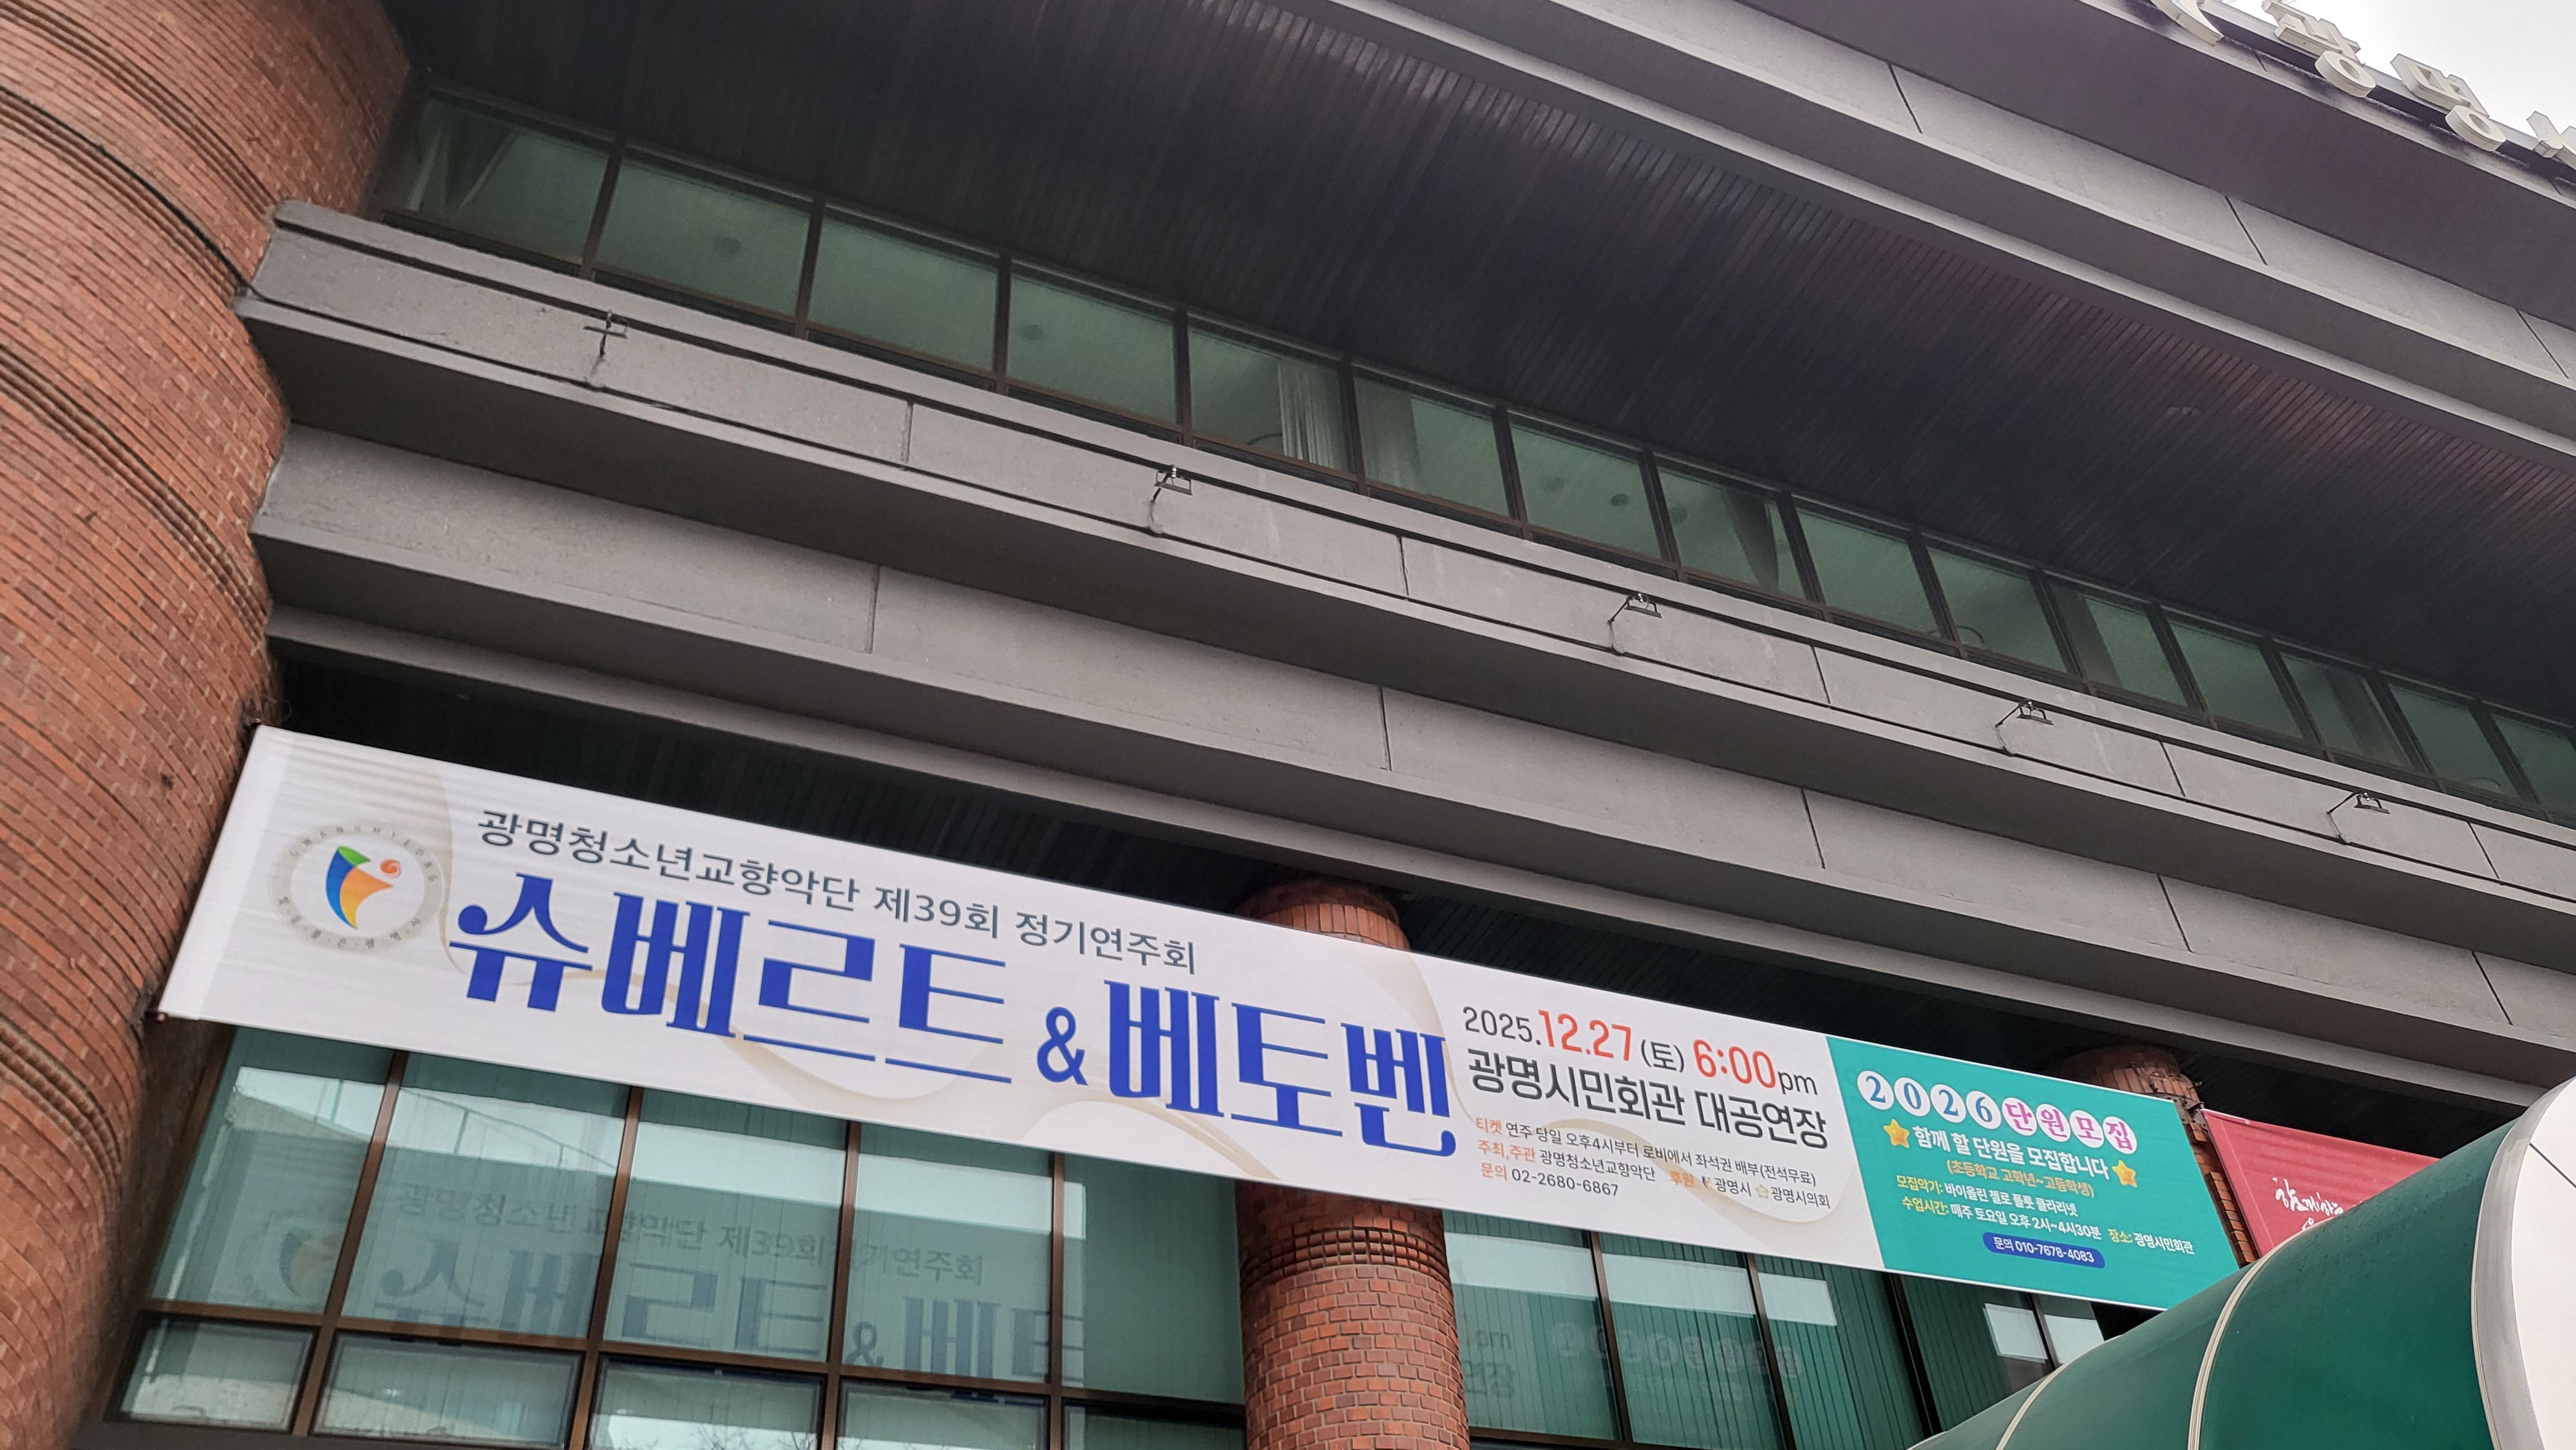 광명
광명청소년교향악단 제39회 정기연주회
슈베르트 & 베토벤
2025.12.27 (토) 6:00pm
광명시민회관 대공연장
티켓 연주 당일 오후4시부터 로비에서 좌석권 배부(전석무료)
주최,주관 광명청소년교향악단 후원 광명시 광명시의회
문의 02-2680-6867
2026단원모집
함께 할 단원을 모집합니다
(초등학교 고학년~고등학생)
모집악기: 바이올린 첼로 플룻 클라리넷
수업시간: 매주 토요일 오후 2시~4시30분 장소: 광명시민회관
문의 010-7678-4083